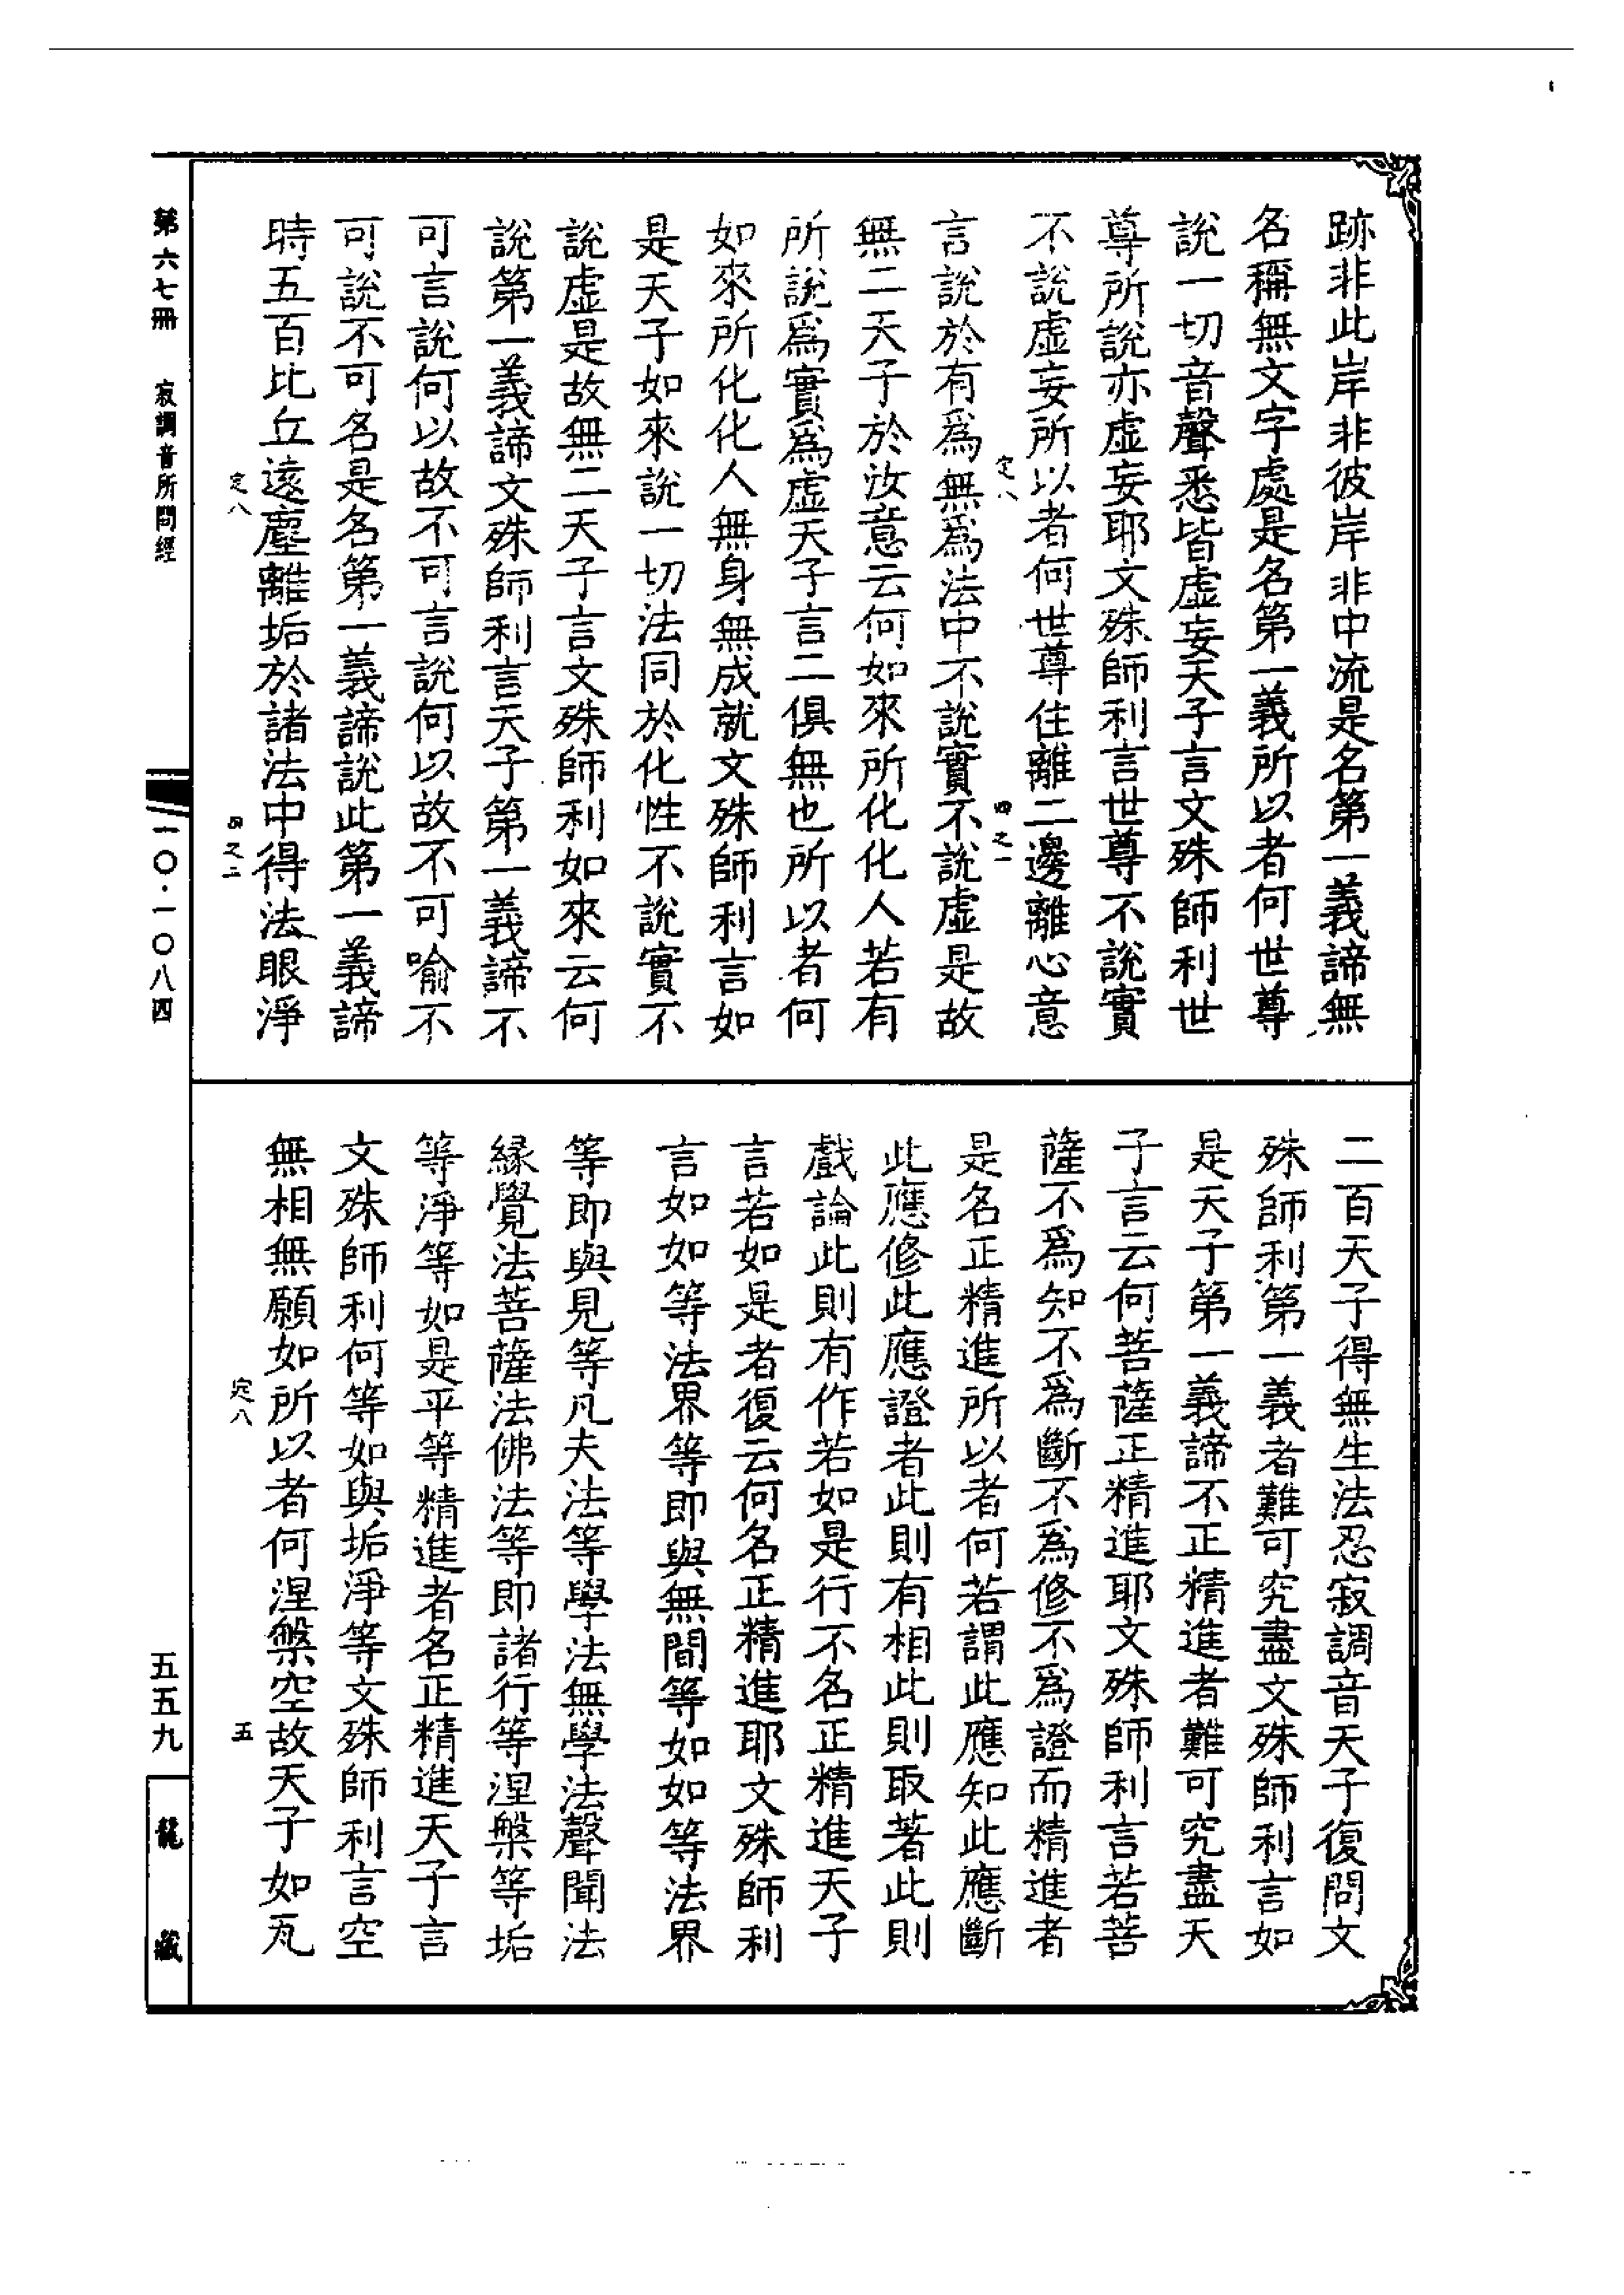 跡非此岸非彼岸非中流是名第一義諦無
名稱無文字處是名第一義所以者何世尊
說一切音聲悉皆虛妄天子言文殊師利世
尊所說亦虛妄耶文殊師利言世尊不說實
不說虛妄所以者何世尊住離二邊離心意
定八 四之一
言說於有爲無爲法中不說實不說虛是故
無二天子於汝意云何如來所化化人若有
所說爲實爲虛天子言二俱無也所以者何
如來所化化人無身無成就文殊師利言如
是天子如來說一切法同於化性不說實不
說虛是故無二天子言文殊師利如來云何
說第一義諦文殊師利言天子第一義諦不
可言說何以故不可言說何以故不可喻不
可說不可名是名第一義諦說此第一義諦
時五百比丘遠塵離垢於諸法中得法眼淨
定八 四之二
二百天子得無生法忍寂調音天子復問文
殊師利第一義者難可究盡文殊師利言如
是天子第一義諦不正精進者難可究盡天
子言云何菩薩正精進耶文殊師利言若菩
薩不爲知不爲斷不爲修不爲證而精進者
是名正精進所以者何若謂此應知此應斷
此應修此應證者此則有相此則取著此則
戲論此則有作若如是行不名正精進天子
言若如是者復云何名正精進耶文殊師利
言如如等法界等即與無間等如如等法界
等即與見等凡夫法等學法無學法聲聞法
緣覺法菩薩法佛法等即諸行等涅槃等垢
等淨等如是平等精進者名正精進天子言
文殊師利何等如與垢淨等文殊師利言空
無相無願如所以者何涅槃空故天子如瓦
定八 五
第六七冊 寂調音所問經
一〇·一〇八四
五五九
龍藏